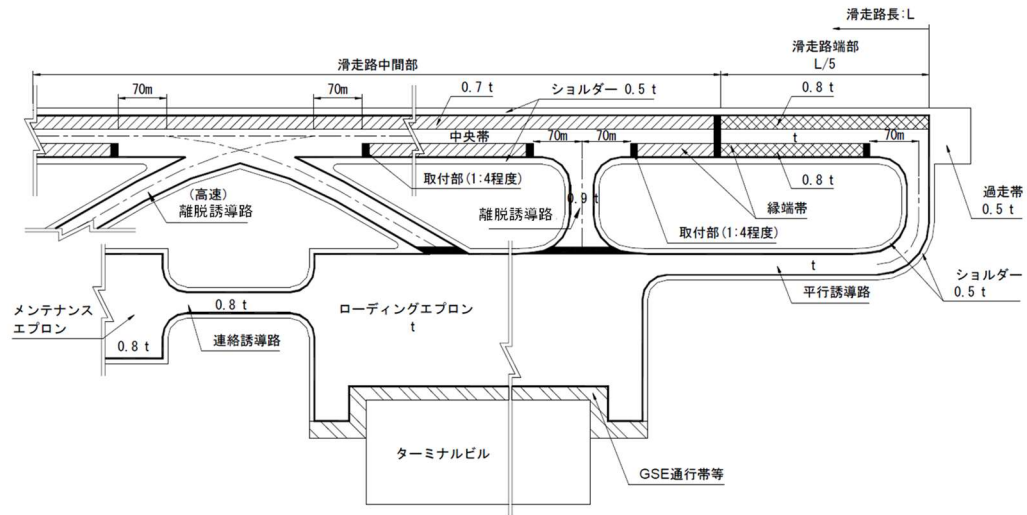 滑走路長:L
滑走路端部
L/5
滑走路中間部
70m
70m
0.7 t
ショルダー 0.5 t
0.8 t
中央帯
70m
70m
t
70m
取付部(1:4程度)
0.8 t
過走帯
0.5 t
(高速)
離脱誘導路
離脱誘導路
0.9 t
縁端帯
取付部(1:4程度)
t
平行誘導路
ショルダー
0.5 t
メンテナンス
エプロン
0.8 t
0.8 t
連絡誘導路
ローディングエプロン
t
ターミナルビル
GSE通行帯等